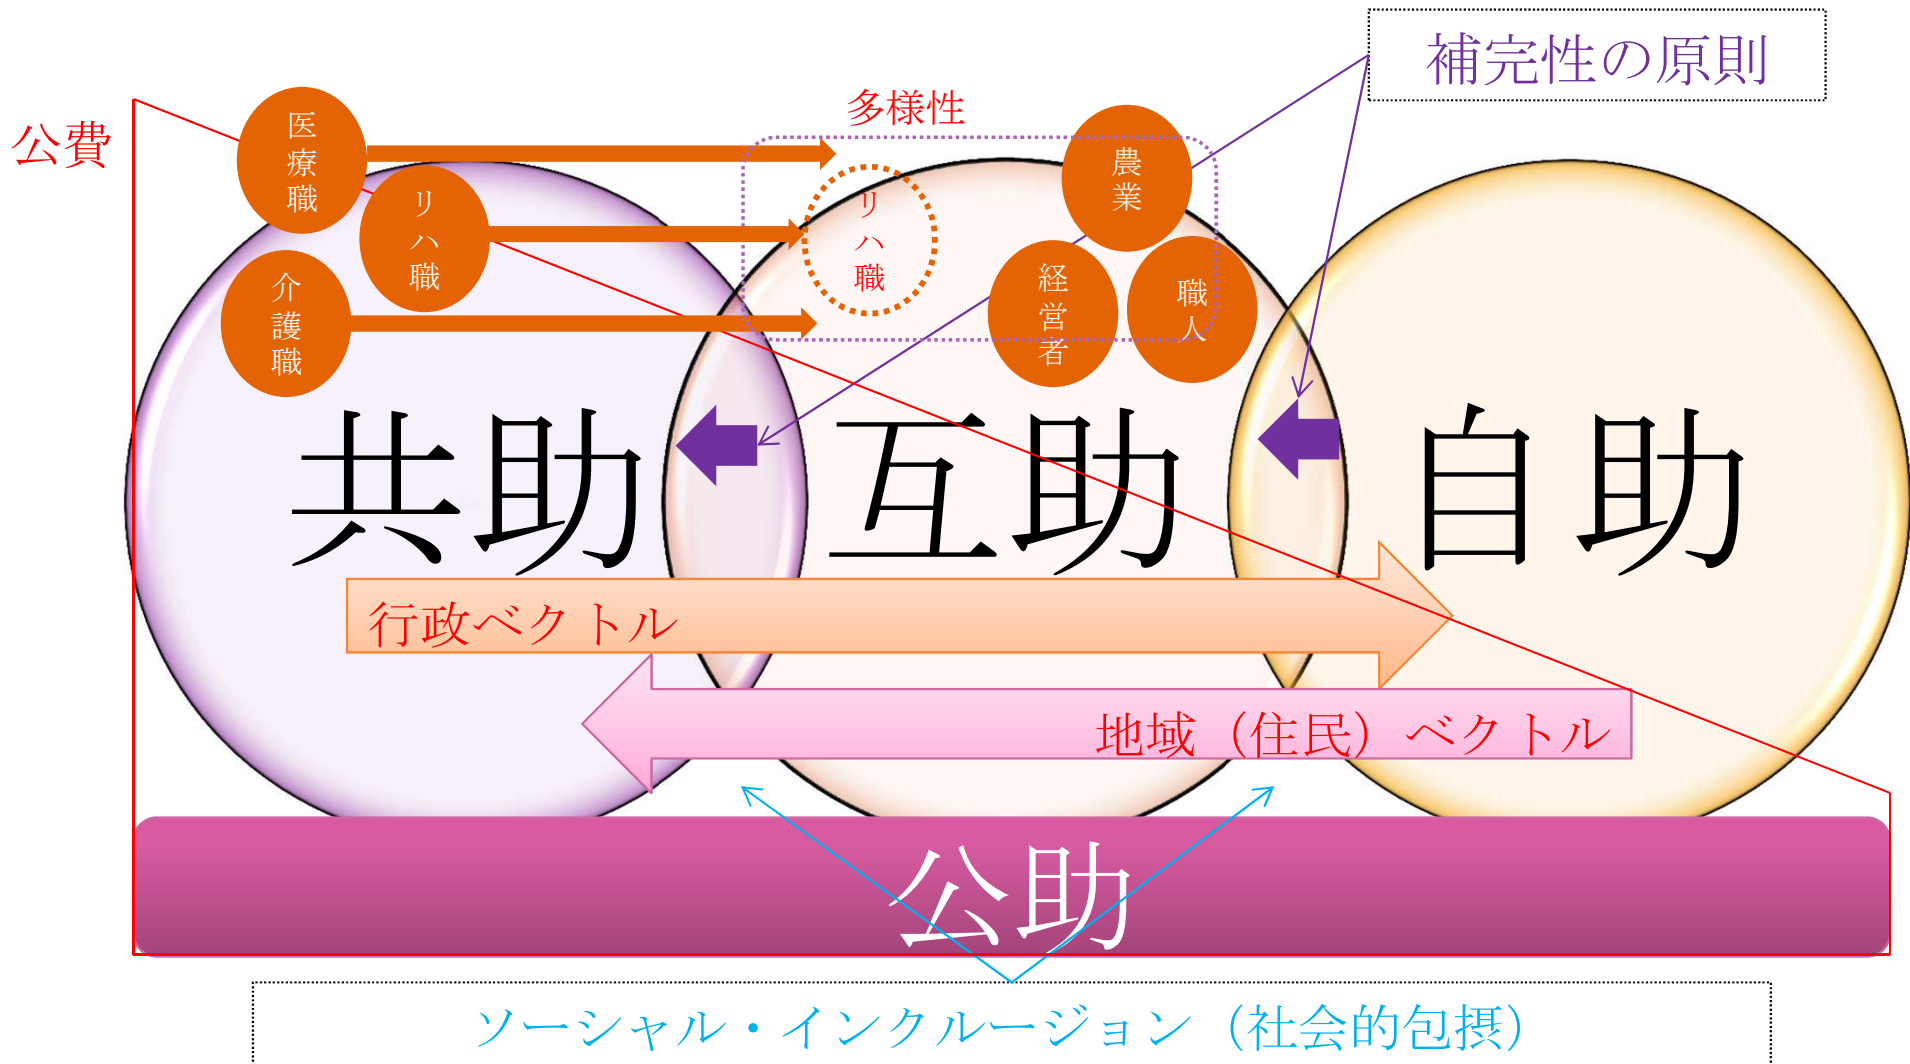 補完性の原則
公費
多様性
医療職
リハ職
介護職
リハ職
農業
経営者
職人
共助
互助
自助
行政ベクトル
地域（住民）ベクトル
公助
ソーシャル・インクルージョン（社会的包摂）